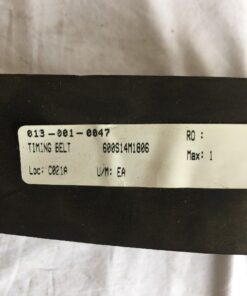 013-001-0047 RO :
TIMING BELT 600S14M1806 Max: 1
Loc: C021A U/M: EA